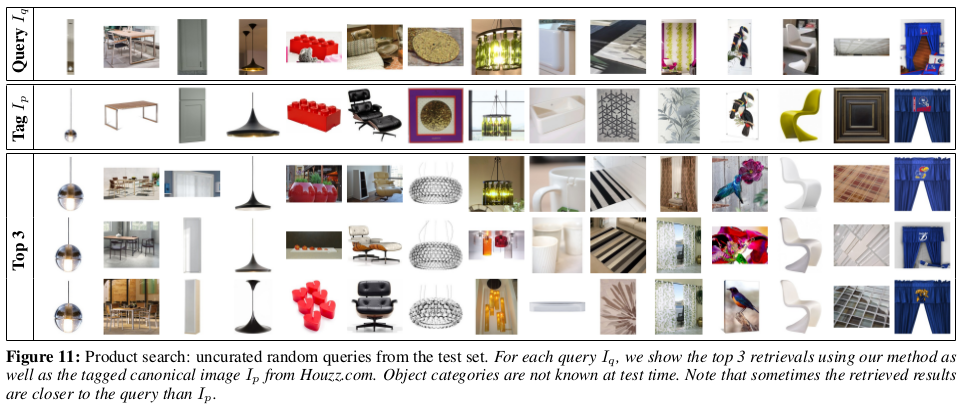 Query I_q
Tag I_p
Top 3
Figure 11: Product search: uncurated random queries from the test set. For each query I_q, we show the top 3 retrievals using our method as
well as the tagged canonical image I_p from Houzz.com. Object categories are not known at test time. Note that sometimes the retrieved results
are closer to the query than I_p.